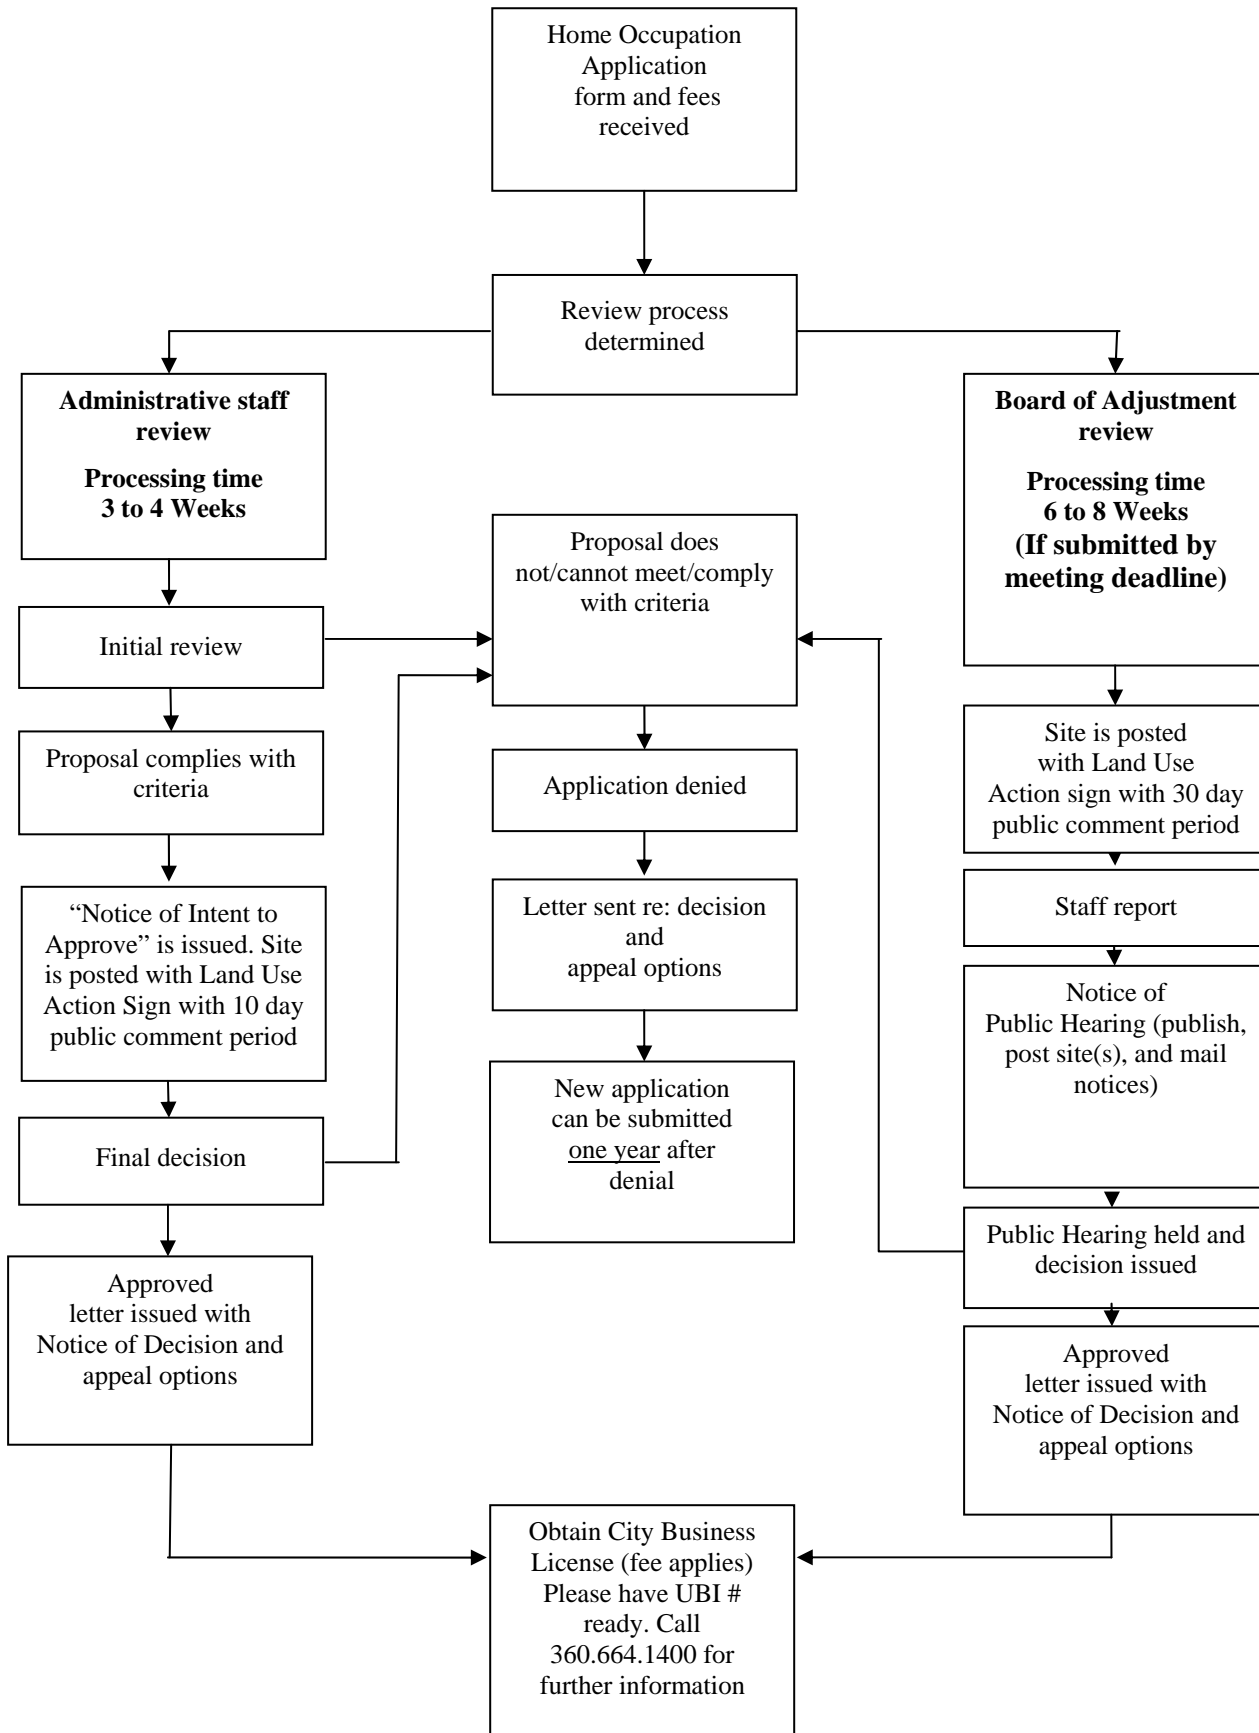 Home Occupation
Application
form and fees
received
Review process
determined
Administrative staff
review
Processing time
3 to 4 Weeks
Initial review
Proposal complies with
criteria
“Notice of Intent to
Approve” is issued. Site
is posted with Land Use
Action Sign with 10 day
public comment period
Final decision
Approved
letter issued with
Notice of Decision and
appeal options
Proposal does
not/cannot meet/comply
with criteria
Application denied
Letter sent re: decision
and
appeal options
New application
can be submitted
one year after
denial
Board of Adjustment
review
Processing time
6 to 8 Weeks
(If submitted by
meeting deadline)
Site is posted
with Land Use
Action sign with 30 day
public comment period
Staff report
Notice of
Public Hearing (publish,
post site(s), and mail
notices)
Public Hearing held and
decision issued
Approved
letter issued with
Notice of Decision and
appeal options
Obtain City Business
License (fee applies)
Please have UBI #
ready. Call
360.664.1400 for
further information